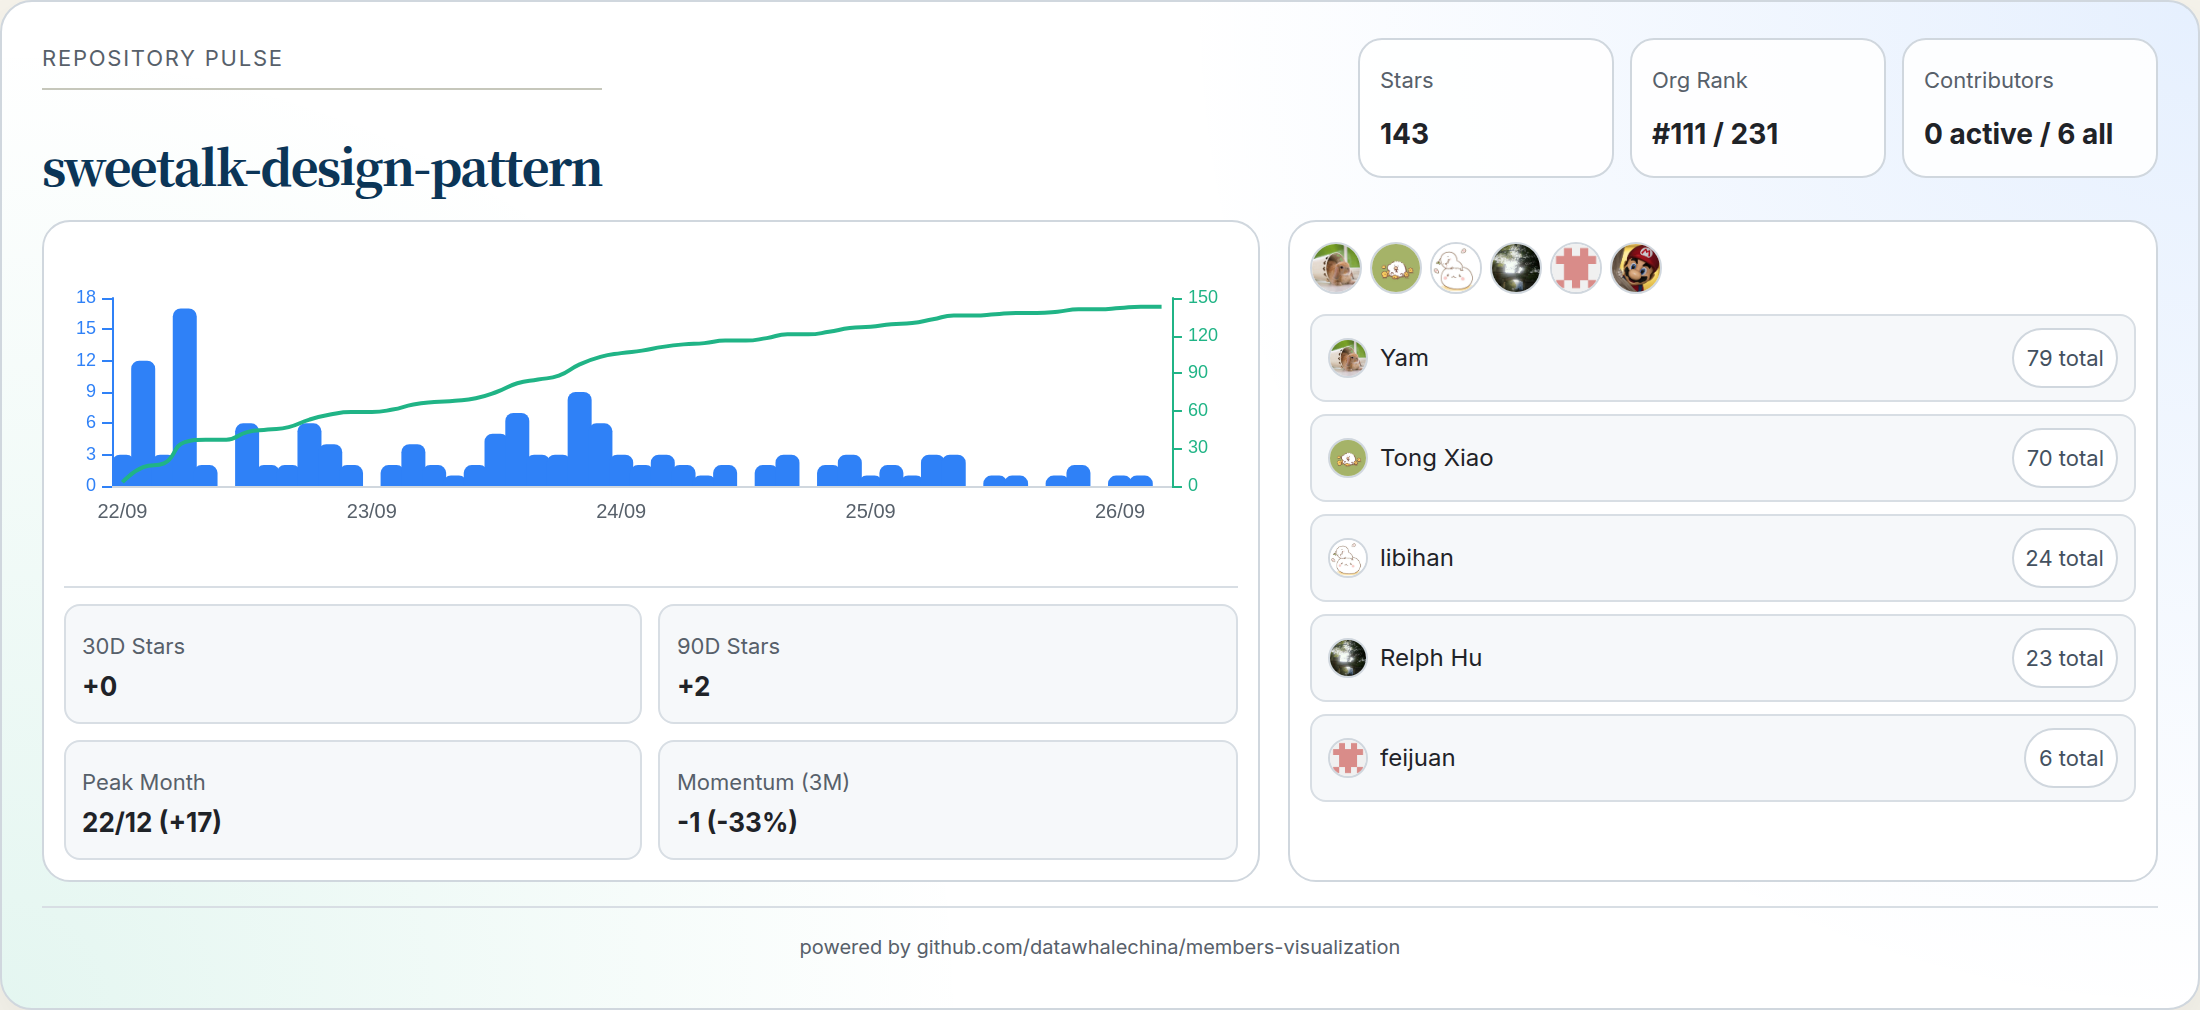 REPOSITORY PULSE
sweetalk-design-pattern
Stars
143
Org Rank
#111 / 231
Contributors
0 active / 6 all
18
15
12
9
6
3
0
150
120
90
60
30
0
22/09
23/09
24/09
25/09
26/09
30D Stars
+0
90D Stars
+2
Peak Month
22/12 (+17)
Momentum (3M)
-1 (-33%)
Yam
79 total
Tong Xiao
70 total
libihan
24 total
Relph Hu
23 total
feijuan
6 total
powered by github.com/datawhalechina/members-visualization